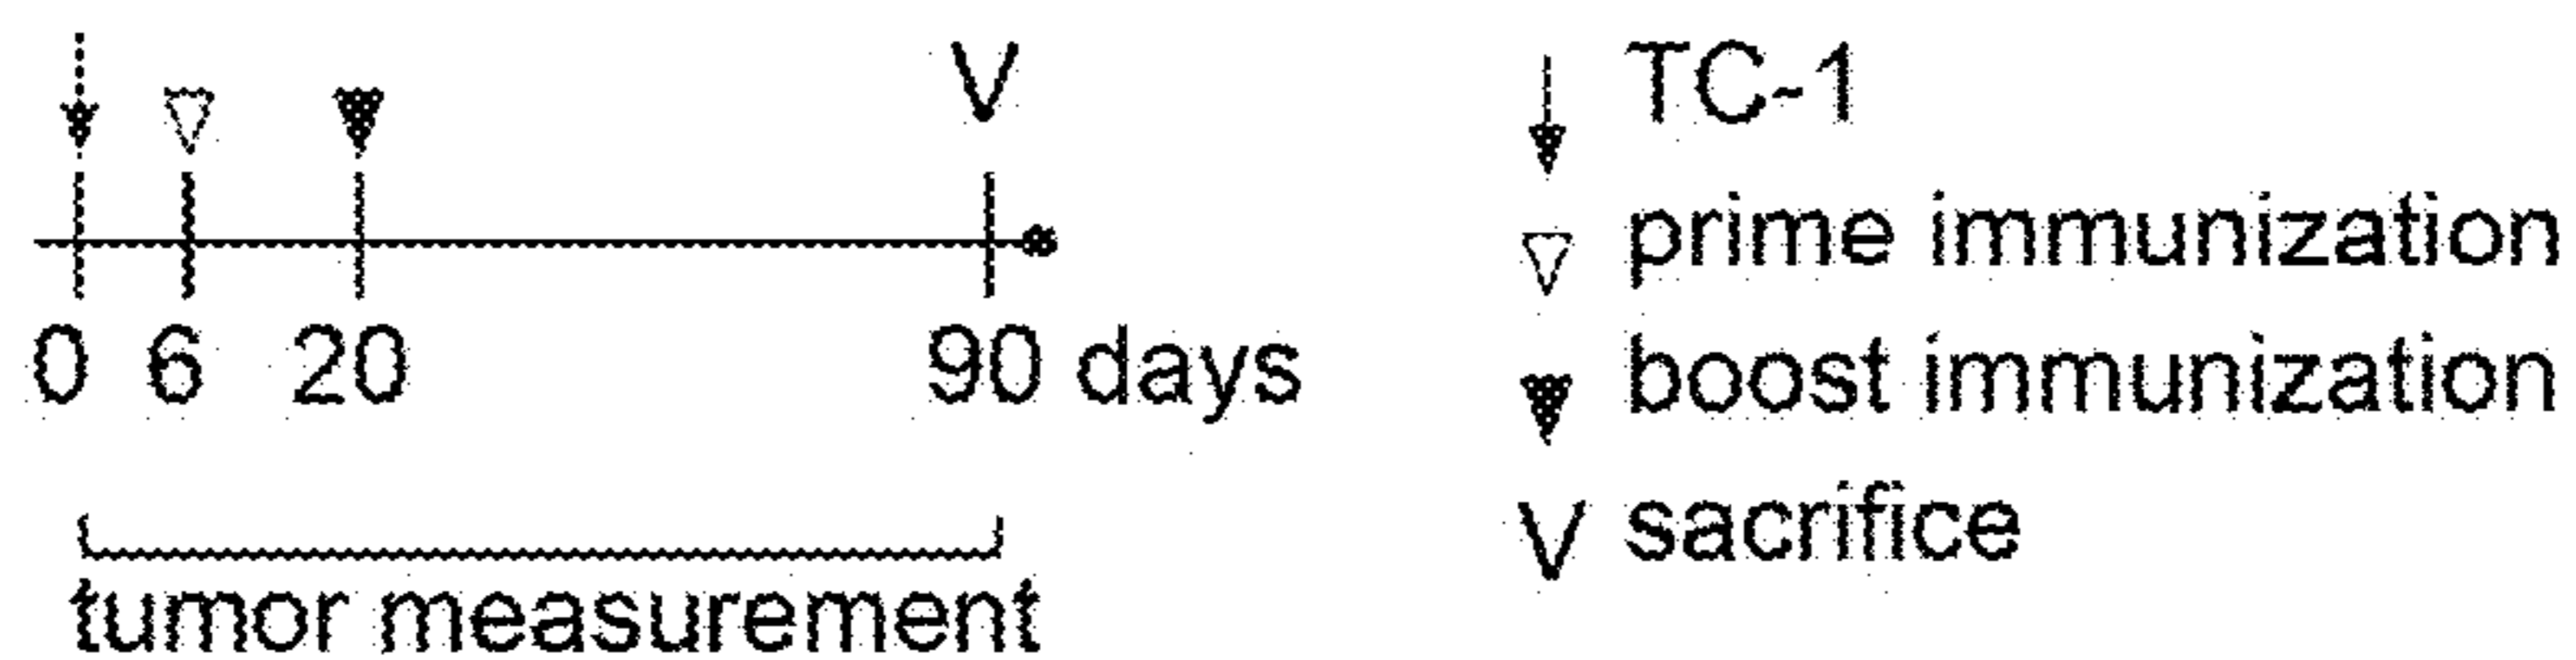 V
0 6 20 90 days
tumor measurement
TC-1
prime immunization
boost immunization
V sacrifice